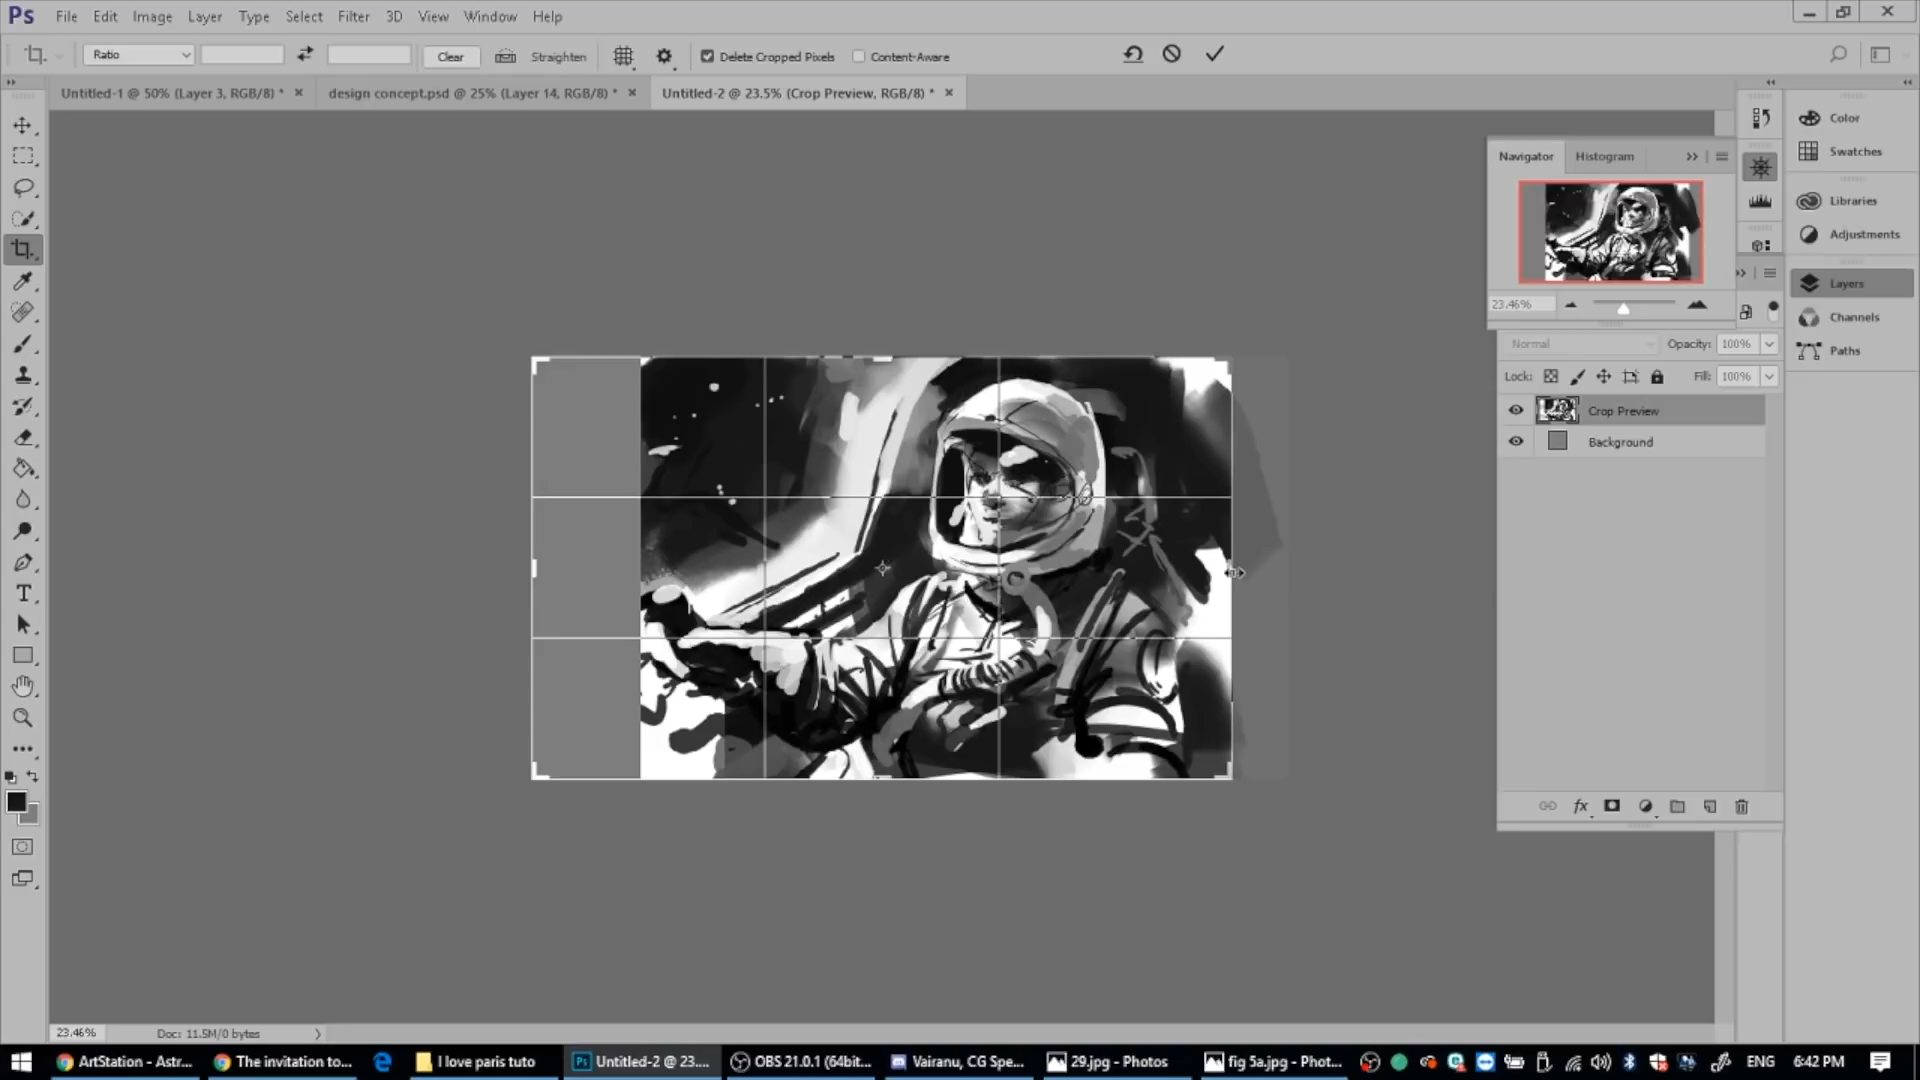 Ps File Edit Image Layer Type Select Filter 3D View Window Help
Ratio Clear Straighten Delete Cropped Pixels Content-Aware
Untitled-1 @ 50% (Layer 3, RGB/8) * design concept.psd @ 25% (Layer 14, RGB/8) * Untitled-2 @ 23.5% (Crop Preview, RGB/8) *
Color
Navigator Histogram
Swatches
Libraries
Adjustments
Layers
23.46%
Channels
Normal Opacity: 100%
Paths
Lock: Fill: 100%
Crop Preview
Background
fx
T
23.46% Doc: 11.5M/0 bytes
ArtStation - Astr... The invitation to... I love paris tuto Ps Untitled-2 @ 23.... OBS 21.0.1 (64bit... Vairanu, CG Spe... 29.jpg - Photos fig 5a.jpg - Phot... ENG 6:42 PM